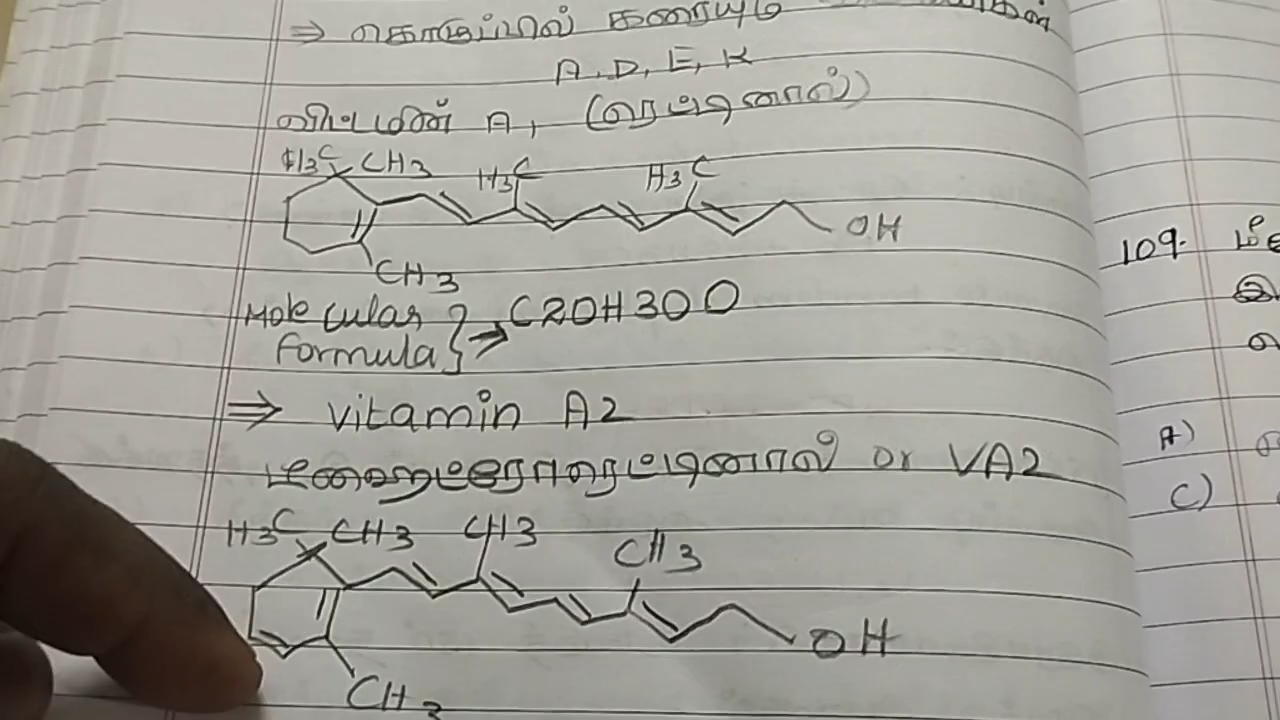 ⇒ கொழுப்பில் கரையும்
A, D, E, K
விட்டமின் A, (ரெட்டினால்)
H3C CH3 H3C H3C
OH
CH3
Molecular formula } → C20H30O
⇒ vitamin A2
டீஹைட்ரோரெட்டினால் or VA2
H3C CH3 CH3 CH3
OH
CH3
109.
A)
C)